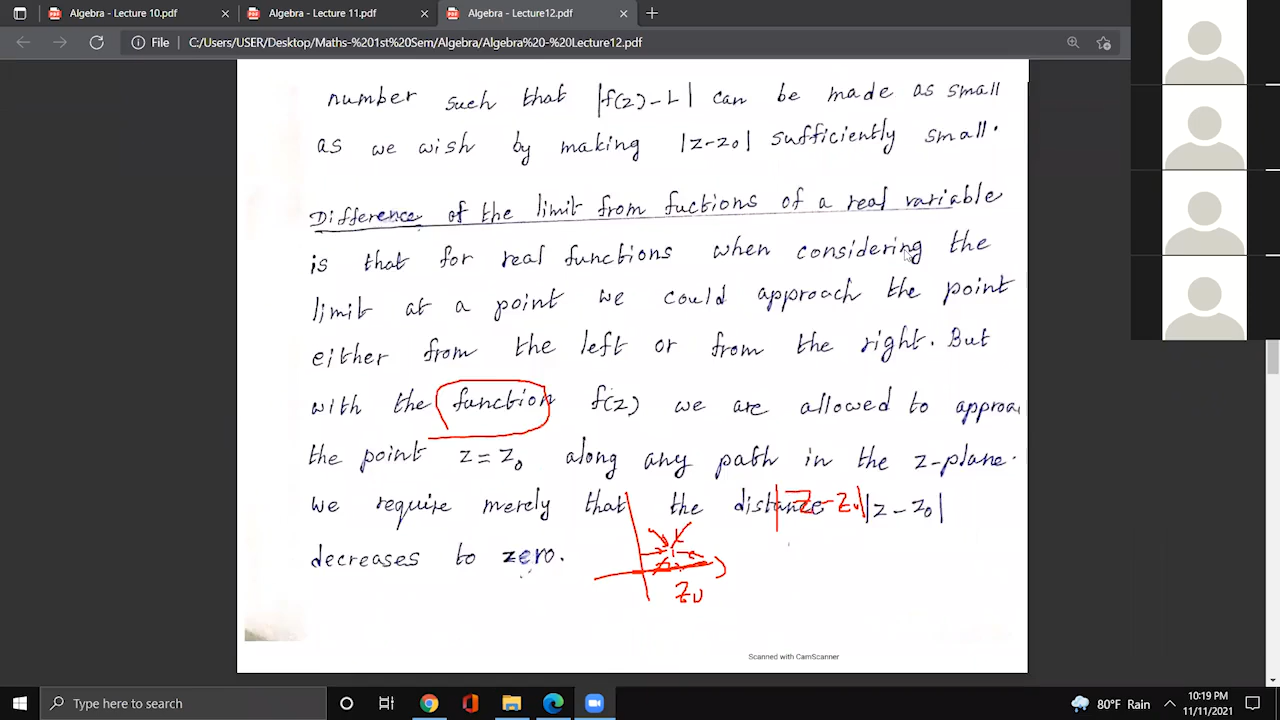 Algebra - Lecture 10.pdf
Algebra - Lecture 11.pdf
Algebra - Lecture12.pdf
File
C:/Users/USER/Desktop/Maths-%201st%20Sem/Algebra/Algebra%20-%20Lecture12.pdf
number such that |f(z)-L| can be made as small
as we wish by making |z-z0| sufficiently small.
Difference of the limit from fuctions of a real variable
is that for real functions when considering the
limit at a point we could approach the point
either from the left or from the right. But
with the function f(z) we are allowed to approa
the point z = z0 along any path in the z-plane.
we require merely that the distance |z - z0| |z - z0|
decreases to zero.
z0
Scanned with CamScanner
Type here to search
80°F Rain
10:19 PM
11/11/2021